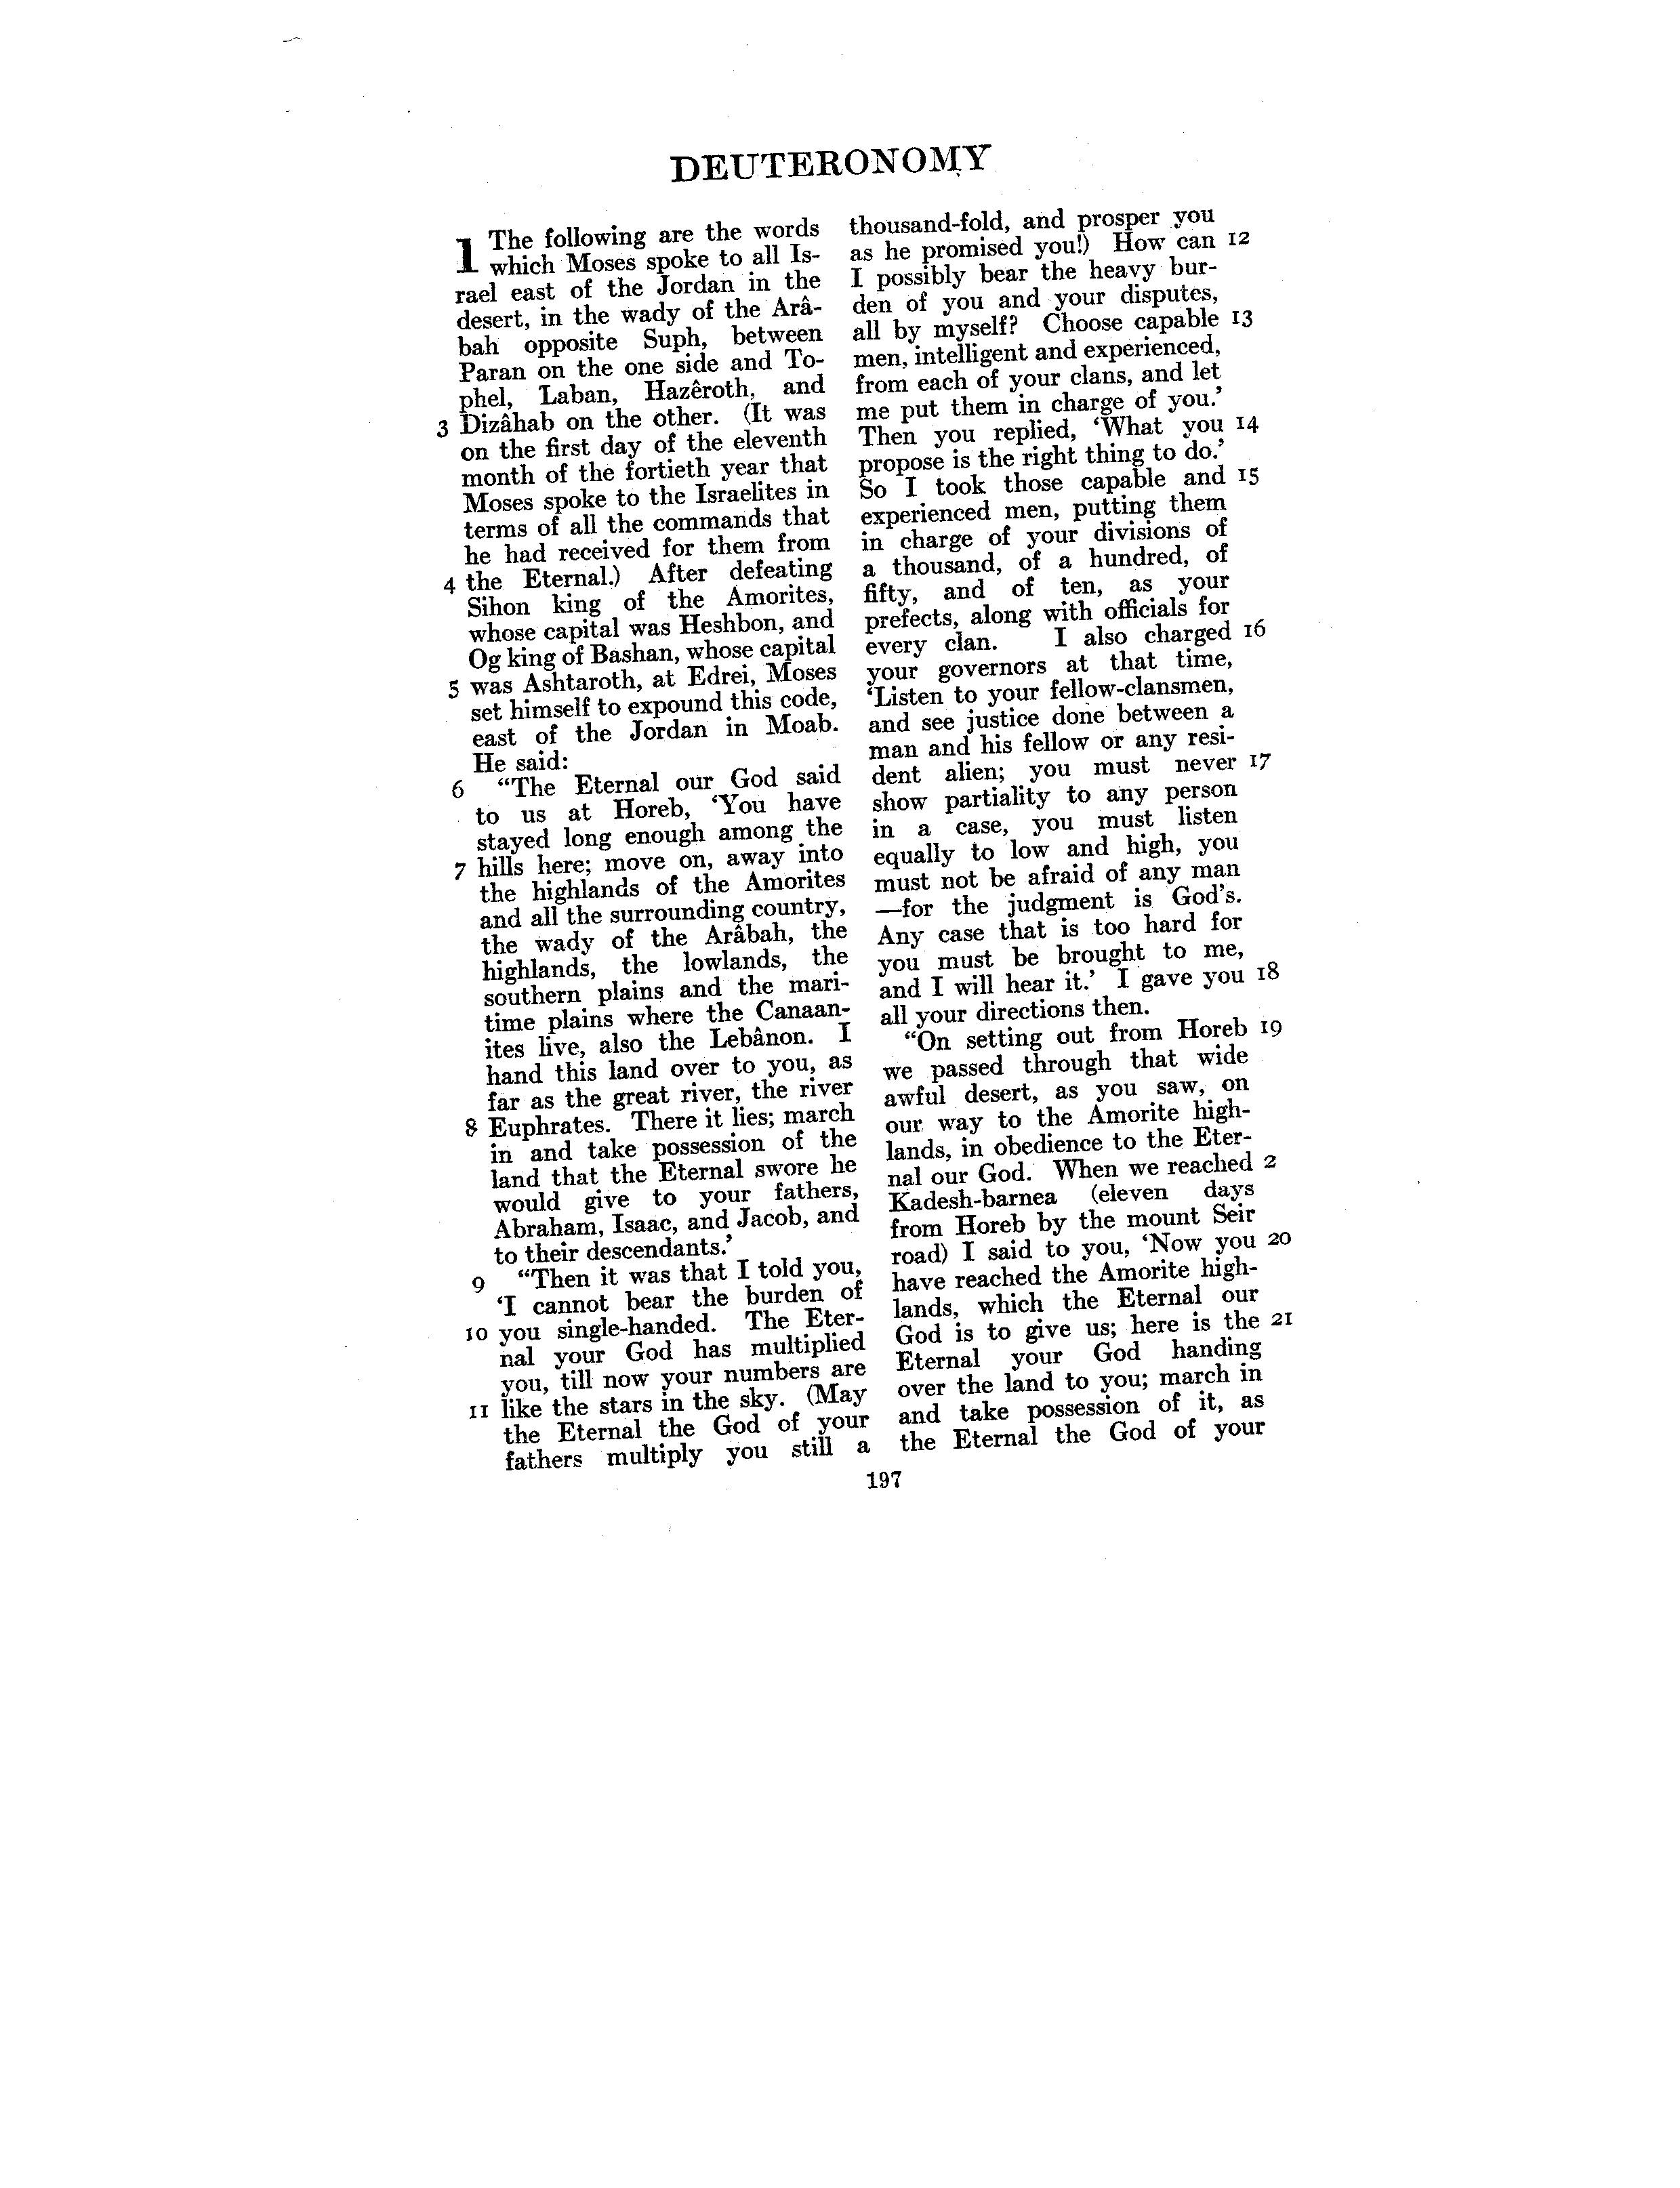 DEUTERONOMY
1 The following are the words
which Moses spoke to all Is-
rael east of the Jordan in the
desert, in the wady of the Arâ-
bah opposite Suph, between
Paran on the one side and To-
phel, Laban, Hazêroth, and
3 Dizâhab on the other. (It was
on the first day of the eleventh
month of the fortieth year that
Moses spoke to the Israelites in
terms of all the commands that
he had received for them from
4 the Eternal.) After defeating
Sihon king of the Amorites,
whose capital was Heshbon, and
Og king of Bashan, whose capital
5 was Ashtaroth, at Edrei, Moses
set himself to expound this code,
east of the Jordan in Moab.
He said:
6 “The Eternal our God said
to us at Horeb, ‘You have
stayed long enough among the
7 hills here; move on, away into
the highlands of the Amorites
and all the surrounding country,
the wady of the Arâbah, the
highlands, the lowlands, the
southern plains and the mari-
time plains where the Canaan-
ites live, also the Lebânon. I
hand this land over to you, as
far as the great river, the river
8 Euphrates. There it lies; march
in and take possession of the
land that the Eternal swore he
would give to your fathers,
Abraham, Isaac, and Jacob, and
to their descendants.’
9 “Then it was that I told you,
‘I cannot bear the burden of
10 you single-handed. The Eter-
nal your God has multiplied
you, till now your numbers are
11 like the stars in the sky. (May
the Eternal the God of your
fathers multiply you still a
thousand-fold, and prosper you
as he promised you!) How can 12
I possibly bear the heavy bur-
den of you and your disputes,
all by myself? Choose capable 13
men, intelligent and experienced,
from each of your clans, and let
me put them in charge of you.’
Then you replied, ‘What you 14
propose is the right thing to do.’
So I took those capable and 15
experienced men, putting them
in charge of your divisions of
a thousand, of a hundred, of
fifty, and of ten, as your
prefects, along with officials for
every clan. I also charged 16
your governors at that time,
‘Listen to your fellow-clansmen,
and see justice done between a
man and his fellow or any resi-
dent alien; you must never 17
show partiality to any person
in a case, you must listen
equally to low and high, you
must not be afraid of any man
—for the judgment is God’s.
Any case that is too hard for
you must be brought to me,
and I will hear it.’ I gave you 18
all your directions then.
“On setting out from Horeb 19
we passed through that wide
awful desert, as you saw, on
our way to the Amorite high-
lands, in obedience to the Eter-
nal our God. When we reached 2
Kadesh-barnea (eleven days
from Horeb by the mount Seir
road) I said to you, ‘Now you 20
have reached the Amorite high-
lands, which the Eternal our
God is to give us; here is the 21
Eternal your God handing
over the land to you; march in
and take possession of it, as
the Eternal the God of your
197